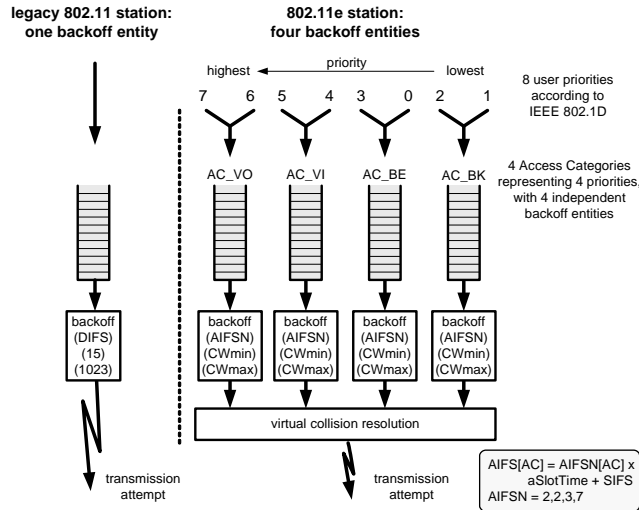 legacy 802.11 station:
one backoff entity
802.11e station:
four backoff entities
highest
priority
lowest
7 6 5 4 3 0 2 1
8 user priorities
according to
IEEE 802.1D
AC_VO
AC_VI
AC_BE
AC_BK
4 Access Categories
representing 4 priorities,
with 4 independent
backoff entities
backoff
(DIFS)
(15)
(1023)
backoff
(AIFSN)
(CWmin)
(CWmax)
backoff
(AIFSN)
(CWmin)
(CWmax)
backoff
(AIFSN)
(CWmin)
(CWmax)
backoff
(AIFSN)
(CWmin)
(CWmax)
virtual collision resolution
transmission
attempt
transmission
attempt
AIFS[AC] = AIFSN[AC] x
aSlotTime + SIFS
AIFSN = 2,2,3,7